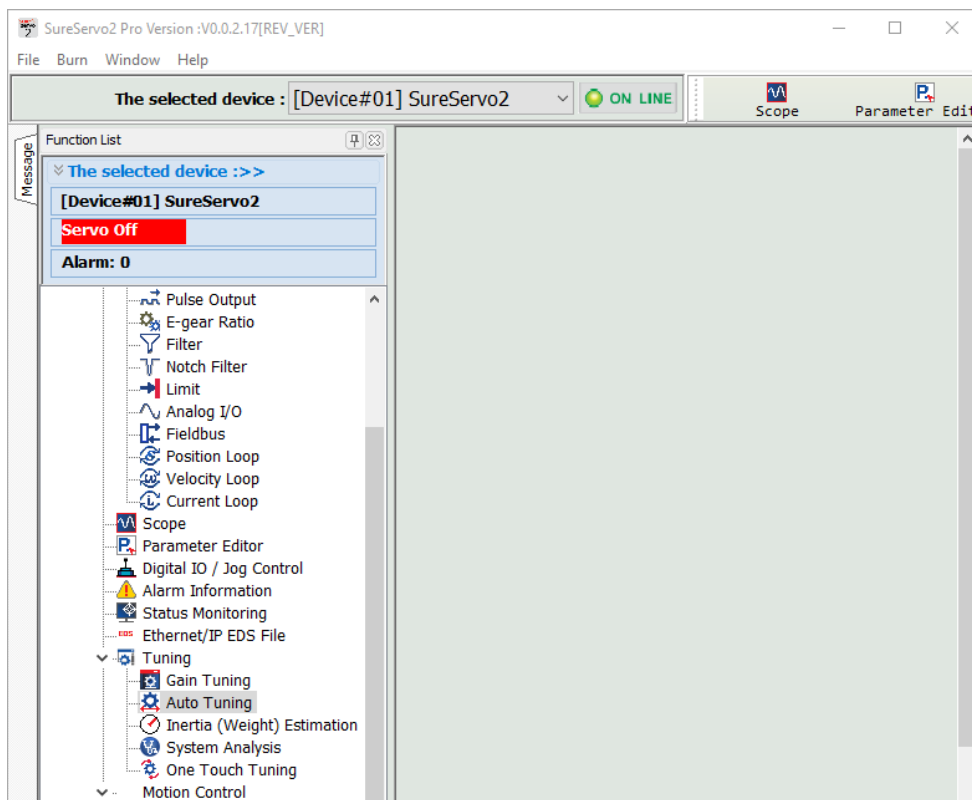 SureServo2 Pro Version :V0.0.2.17[REV_VER]
File Burn Window Help
The selected device : [Device#01] SureServo2 ON LINE
Scope
Parameter Edit
Message
Function List
The selected device :>>
[Device#01] SureServo2
Servo Off
Alarm: 0
Pulse Output
E-gear Ratio
Filter
Notch Filter
Limit
Analog I/O
Fieldbus
Position Loop
Velocity Loop
Current Loop
Scope
Parameter Editor
Digital IO / Jog Control
Alarm Information
Status Monitoring
EDS Ethernet/IP EDS File
Tuning
Gain Tuning
Auto Tuning
Inertia (Weight) Estimation
System Analysis
One Touch Tuning
Motion Control